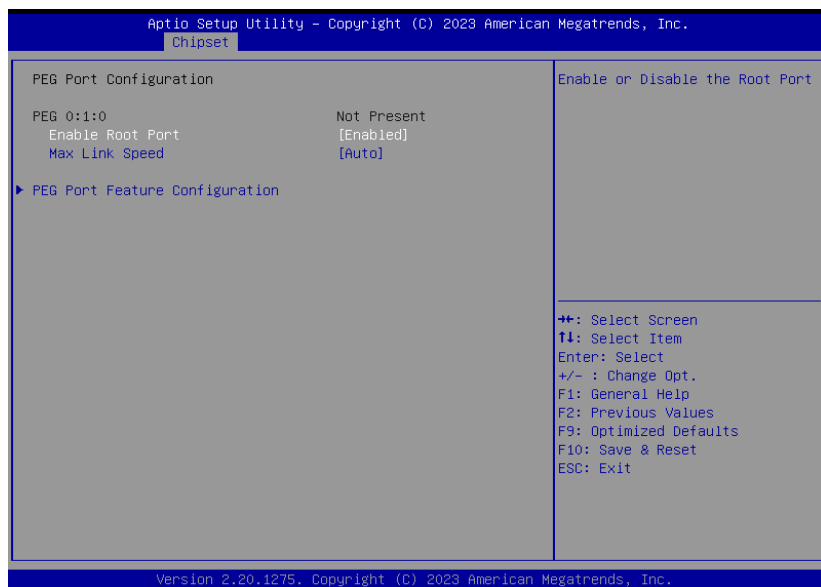 Aptio Setup Utility – Copyright (C) 2023 American Megatrends, Inc.
Chipset
PEG Port Configuration
PEG 0:1:0 Not Present
Enable Root Port [Enabled]
Max Link Speed [Auto]
▶ PEG Port Feature Configuration
Enable or Disable the Root Port
→←: Select Screen
↑↓: Select Item
Enter: Select
+/- : Change Opt.
F1: General Help
F2: Previous Values
F9: Optimized Defaults
F10: Save & Reset
ESC: Exit
Version 2.20.1275. Copyright (C) 2023 American Megatrends, Inc.